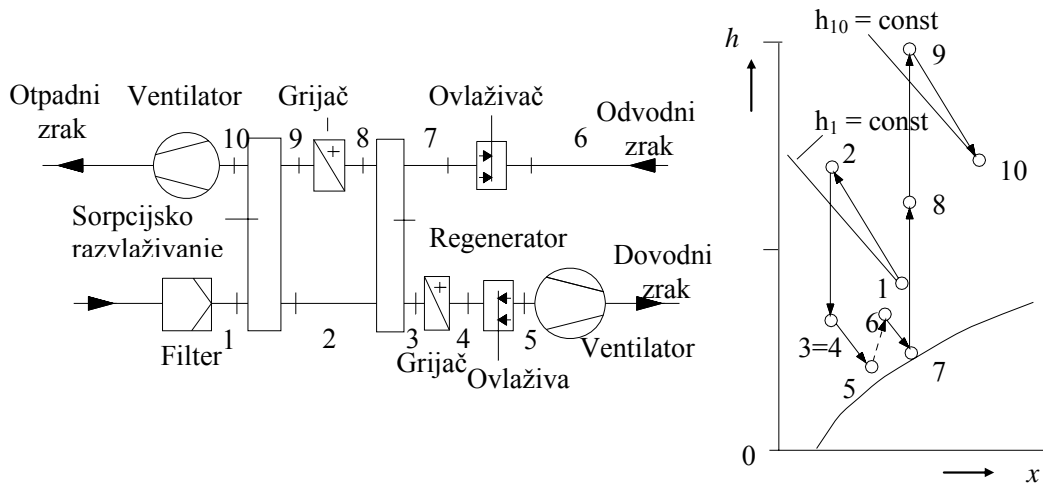 Otpadni
zrak
Ventilator
Grijač
Ovlaživač
Odvodni
zrak
10
9
8
7
6
+
Sorpcijsko
razvlaživanje
Regenerator
Dovodni
zrak
+
Filter
1
2
3
Grijač
4
Ovlaživa
5
Ventilator
h
h10 = const
h1 = const
9
2
10
8
1
6
3=4
5
7
0
x